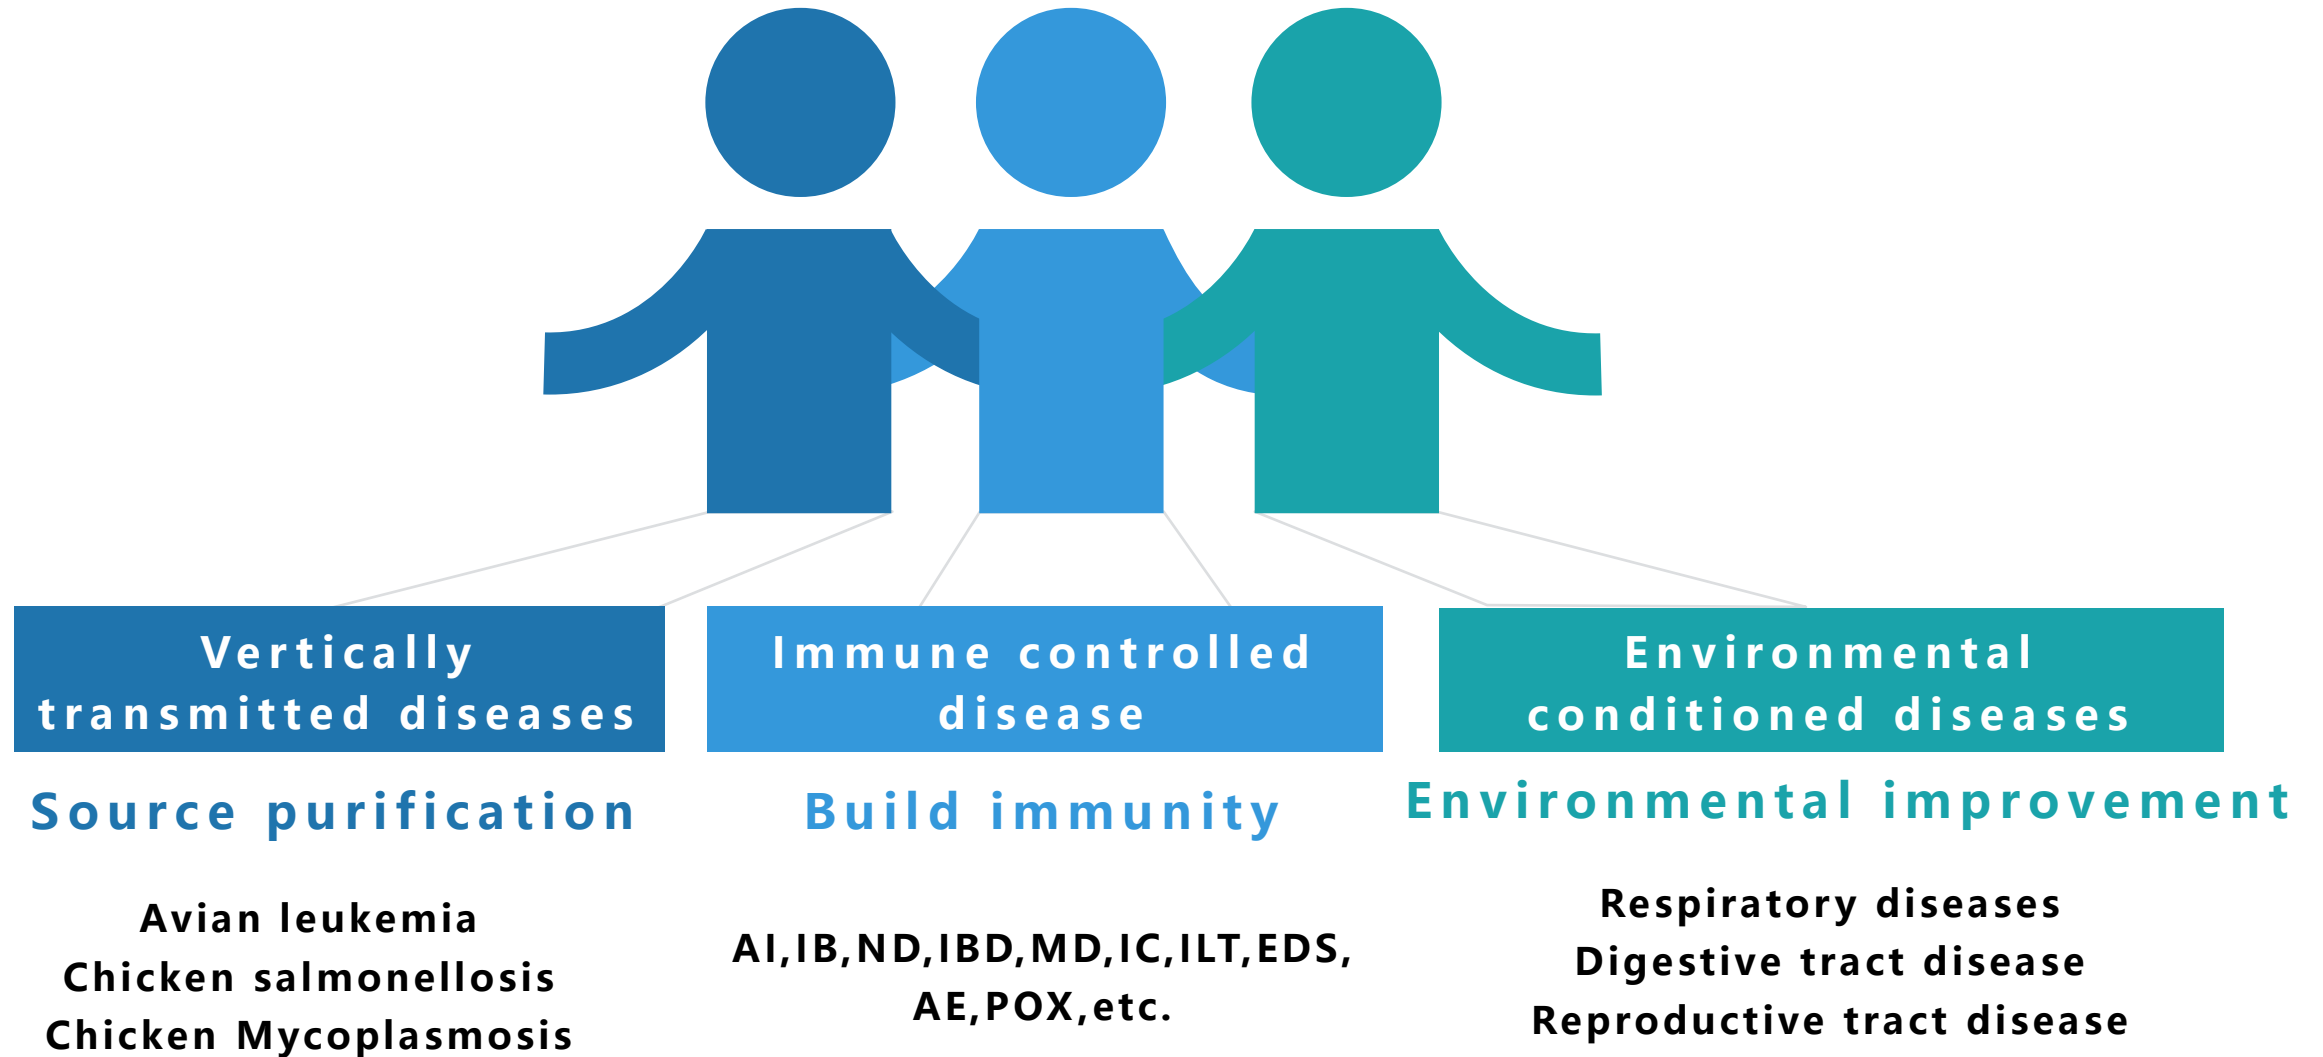 Vertically
transmitted diseases
Source purification
Avian leukemia
Chicken salmonellosis
Chicken Mycoplasmosis
Immune controlled
disease
Build immunity
AI,IB,ND,IBD,MD,IC,ILT,EDS,
AE,POX,etc.
Environmental
conditioned diseases
Environmental improvement
Respiratory diseases
Digestive tract disease
Reproductive tract disease